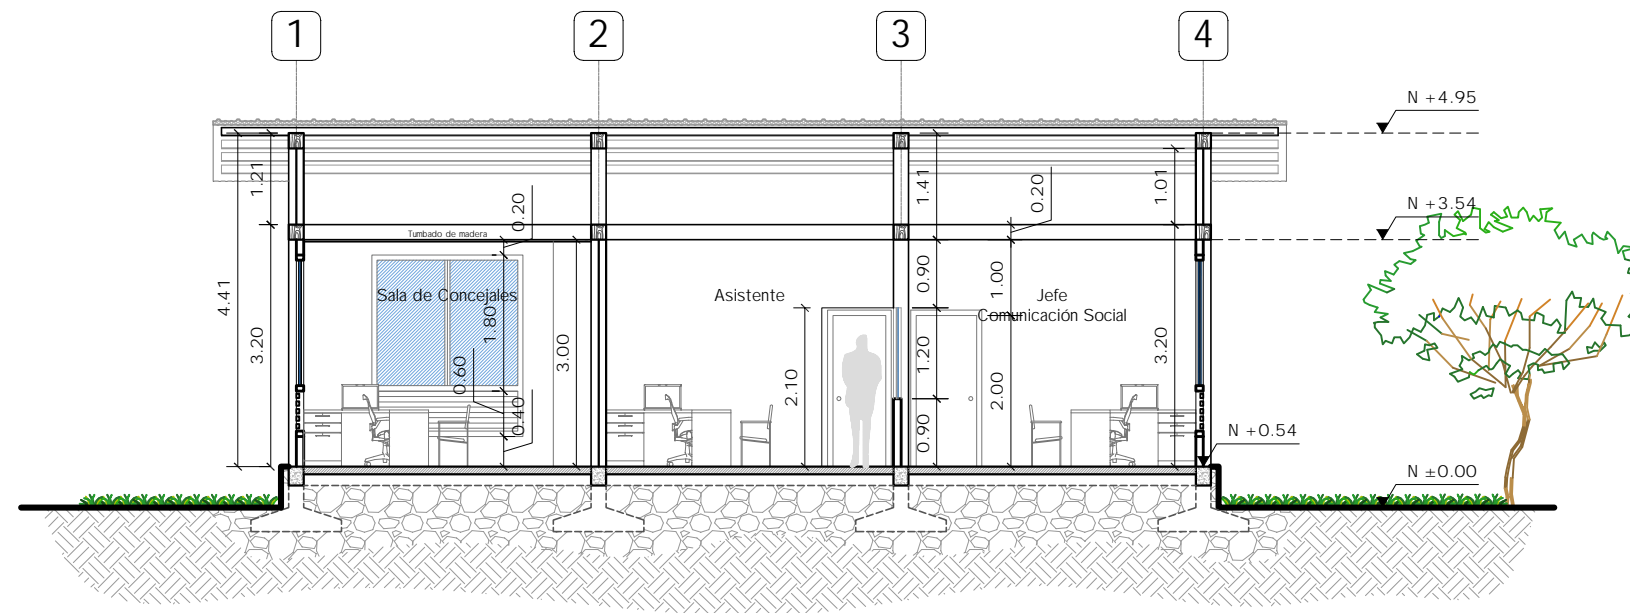 1
2
3
4
N +4.95
1.21
1.41
1.01
0.20
0.20
N +3.54
Tumbado de madera
4.41
0.90
1.00
Sala de Concejales
Asistente
Jefe
Comunicación Social
1.80
3.20
3.00
1.20
3.20
0.60
2.10
2.00
0.40
0.90
N +0.54
N ±0.00